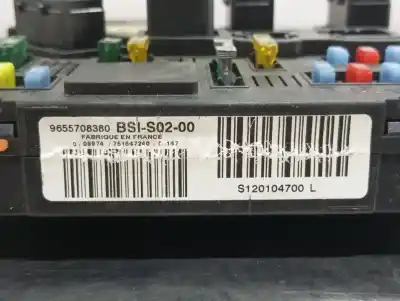 9655708380 BSI-S02-00
FABRIQUE EN FRANCE
S120104700 L